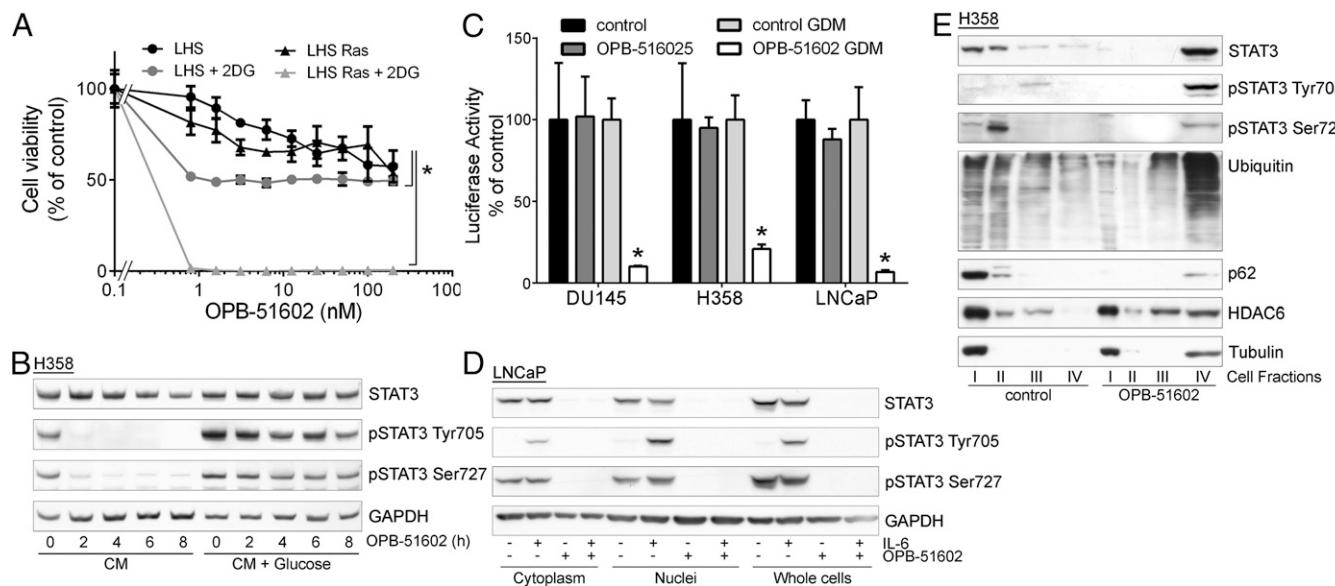 A
LHS
LHS Ras
LHS + 2DG
LHS Ras + 2DG
Cell viability
(% of control)
100
50
0
*
0.1
1
10
100
OPB-51602 (nM)
B
H358
STAT3
pSTAT3 Tyr705
pSTAT3 Ser727
GAPDH
0 2 4 6 8 0 2 4 6 8 OPB-51602 (h)
CM CM + Glucose
C
control
control GDM
OPB-516025
OPB-51602 GDM
Luciferase Activity
% of control
150
100
50
0
* * *
DU145 H358 LNCaP
D
LNCaP
STAT3
pSTAT3 Tyr705
pSTAT3 Ser727
GAPDH
- + - + - + - + - + - + IL-6
- - + + - - + + - - + + OPB-51602
Cytoplasm Nuclei Whole cells
E
H358
STAT3
pSTAT3 Tyr70
pSTAT3 Ser72
Ubiquitin
p62
HDAC6
Tubulin
I II III IV I II III IV Cell Fractions
control OPB-51602